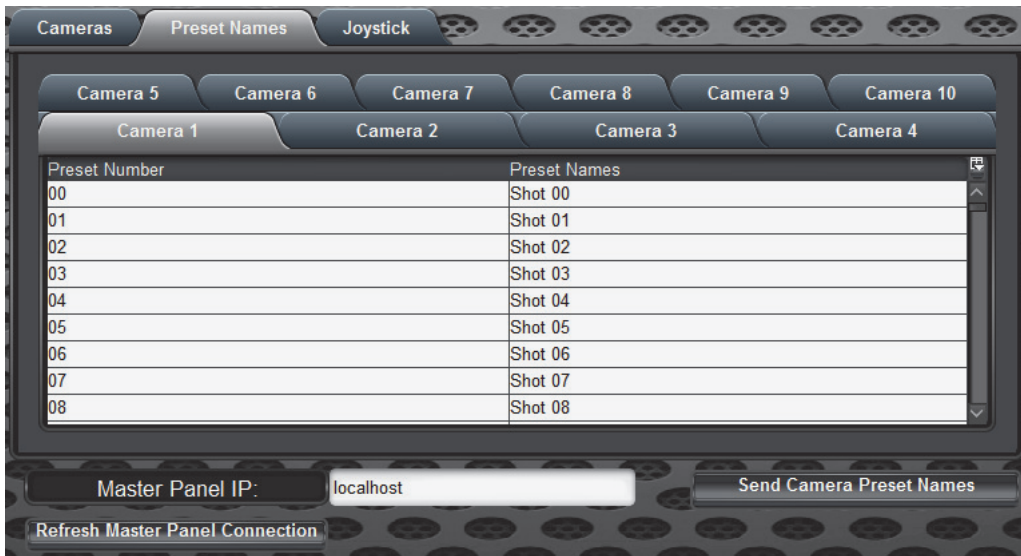 Cameras Preset Names Joystick
Camera 5 Camera 6 Camera 7 Camera 8 Camera 9 Camera 10
Camera 1 Camera 2 Camera 3 Camera 4
Preset Number Preset Names
00 Shot 00
01 Shot 01
02 Shot 02
03 Shot 03
04 Shot 04
05 Shot 05
06 Shot 06
07 Shot 07
08 Shot 08
Master Panel IP: localhost Send Camera Preset Names
Refresh Master Panel Connection